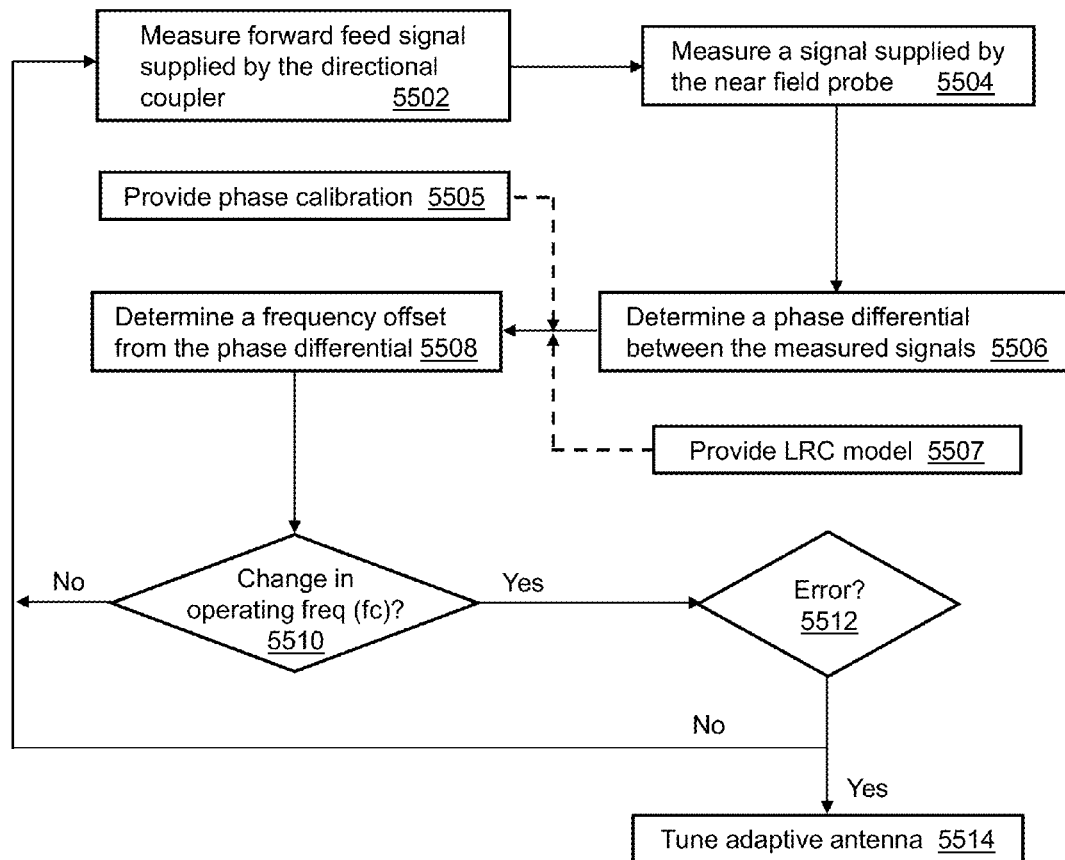 Measure forward feed signal
supplied by the directional
coupler 5502
Measure a signal supplied by
the near field probe 5504
Provide phase calibration 5505
Determine a frequency offset
from the phase differential 5508
Determine a phase differential
between the measured signals 5506
Provide LRC model 5507
No
Change in
operating freq (fc)?
5510
Yes
Error?
5512
No
Yes
Tune adaptive antenna 5514